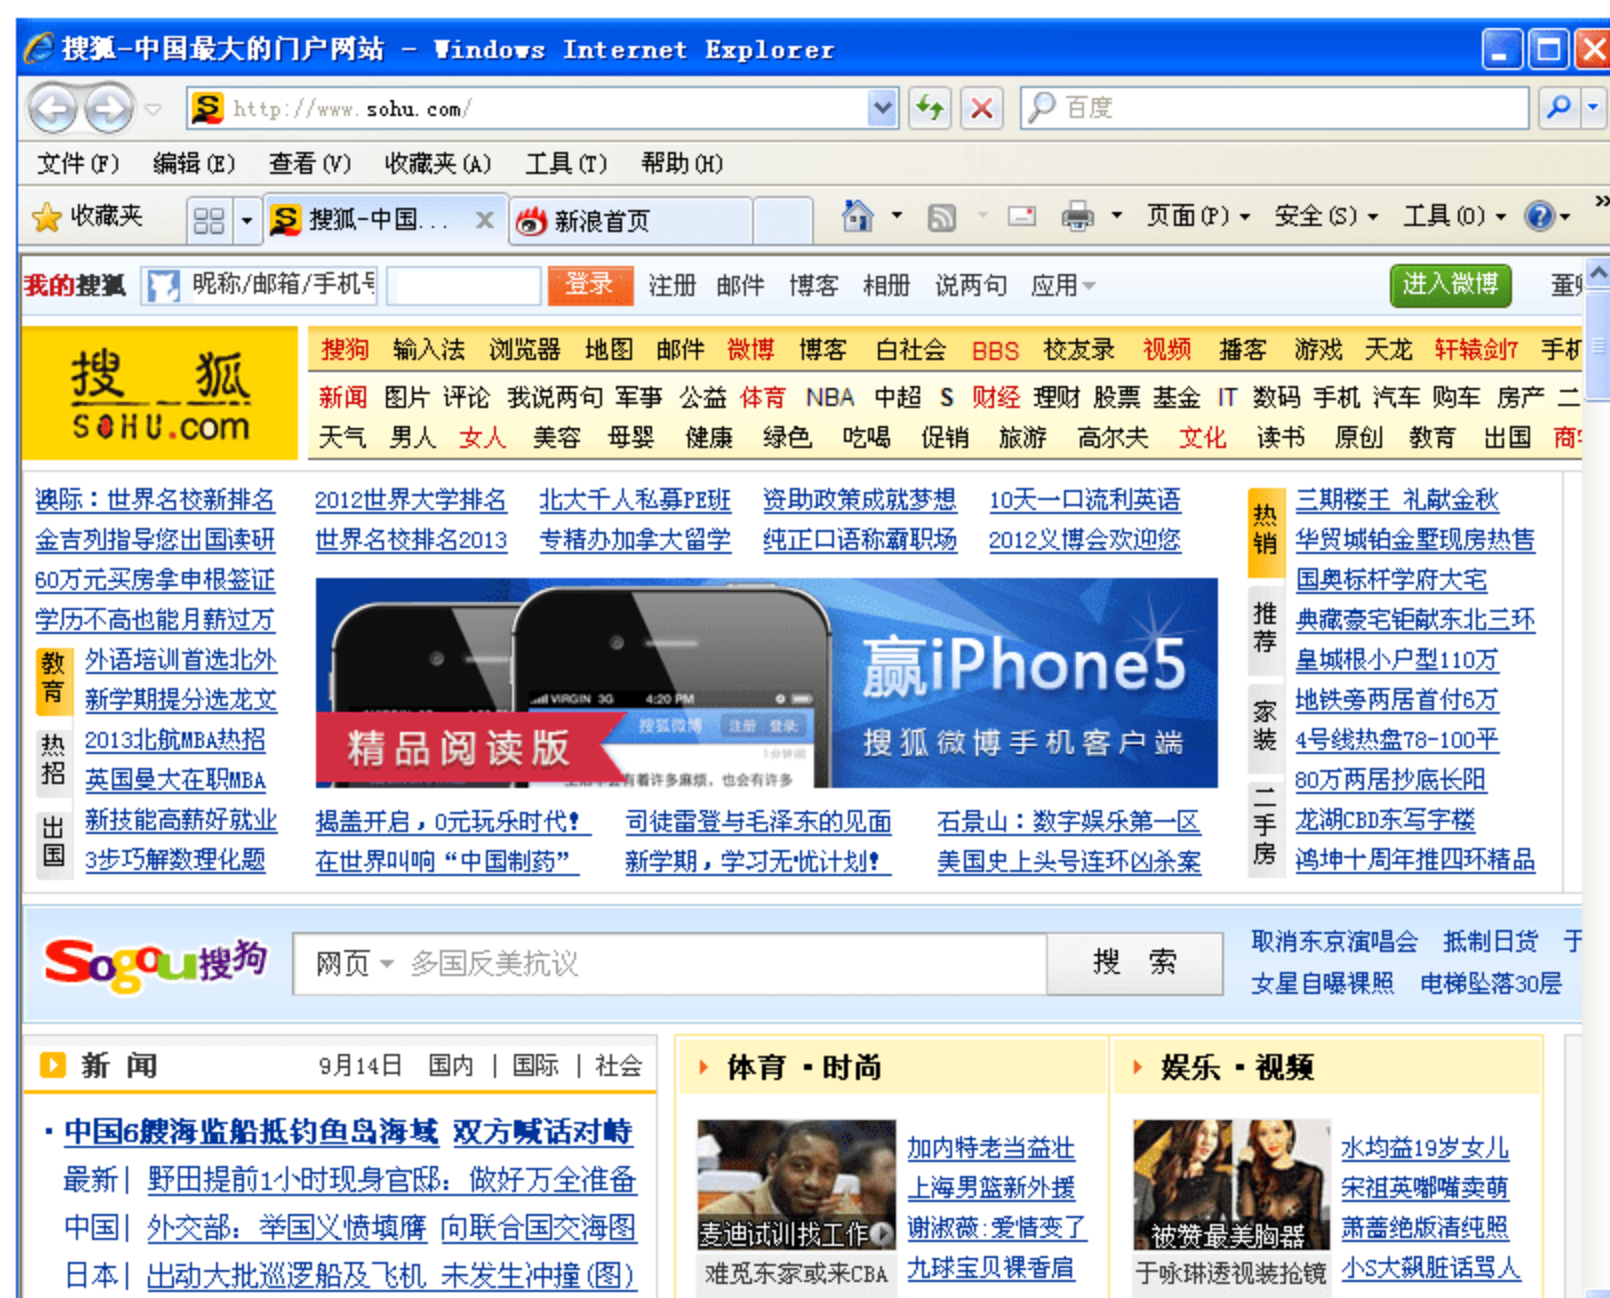 搜狐-中国最大的门户网站 - Windows Internet Explorer
http://www.sohu.com/ 百度
文件(F) 编辑(E) 查看(V) 收藏夹(A) 工具(T) 帮助(H)
收藏夹 搜狐-中国... 新浪首页 页面(P) 安全(S) 工具(O) »
我的搜狐 昵称/邮箱/手机号 登录 注册 邮件 博客 相册 说两句 应用 进入微博
搜狐 搜狗 输入法 浏览器 地图 邮件 微博 博客 白社会 BBS 校友录 视频 播客 游戏 天龙 轩辕剑7 手机
SOHU.com 新闻 图片 评论 我说两句 军事 公益 体育 NBA 中超 S 财经 理财 股票 基金 IT 数码 手机 汽车 购车 房产 二
天气 男人 女人 美容 母婴 健康 绿色 吃喝 促销 旅游 高尔夫 文化 读书 原创 教育 出国 商
澳际：世界名校新排名 2012世界大学排名 北大千人私募PE班 资助政策成就梦想 10天一口流利英语 热销 三期楼王 礼献金秋
金吉列指导您出国读研 世界名校排名2013 专精办加拿大留学 纯正口语称霸职场 2012义博会欢迎您 华贸城铂金墅现房热售
60万元买房拿申根签证 国奥标杆学府大宅
学历不高也能月薪过万 推荐 典藏豪宅钜献东北三环
教育 外语培训首选北外 赢iPhone5 皇城根小户型110万
新学期提分选龙文 VIRGIN 3G 4:20 PM 家装 地铁旁两居首付6万
热招 2013北航MBA热招 精品阅读版 搜狐微博 注册 登录 搜狐微博手机客户端 4号线热盘78-100平
1分钟前
英国曼大在职MBA 有着许多麻烦，也会有许多 80万两居抄底长阳
出国 新技能高薪好就业 揭盖开启，0元玩乐时代！ 司徒雷登与毛泽东的见面 石景山：数字娱乐第一区 二手房 龙湖CBD东写字楼
3步巧解数理化题 在世界叫响“中国制药” 新学期，学习无忧计划！ 美国史上头号连环凶杀案 鸿坤十周年推四环精品
Sogou搜狗 网页 多国反美抗议 搜 索 取消东京演唱会 抵制日货 于
女星自曝裸照 电梯坠落30层
新 闻 9月14日 国内 | 国际 | 社会 体育 · 时尚 娱乐 · 视频
· 中国6艘海监船抵钓鱼岛海域 双方喊话对峙 加内特老当益壮 水均益19岁女儿
最新| 野田提前1小时现身官邸：做好万全准备 上海男篮新外援 宋祖英嘟嘴卖萌
中国| 外交部：举国义愤填膺 向联合国交海图 麦迪试训找工作 谢淑薇:爱情变了 被赞最美胸器 萧蔷绝版清纯照
日本| 出动大批巡逻船及飞机 未发生冲撞(图) 难觅东家或来CBA 九球宝贝裸香肩 于咏琳透视装抢镜 小S大飙脏话骂人